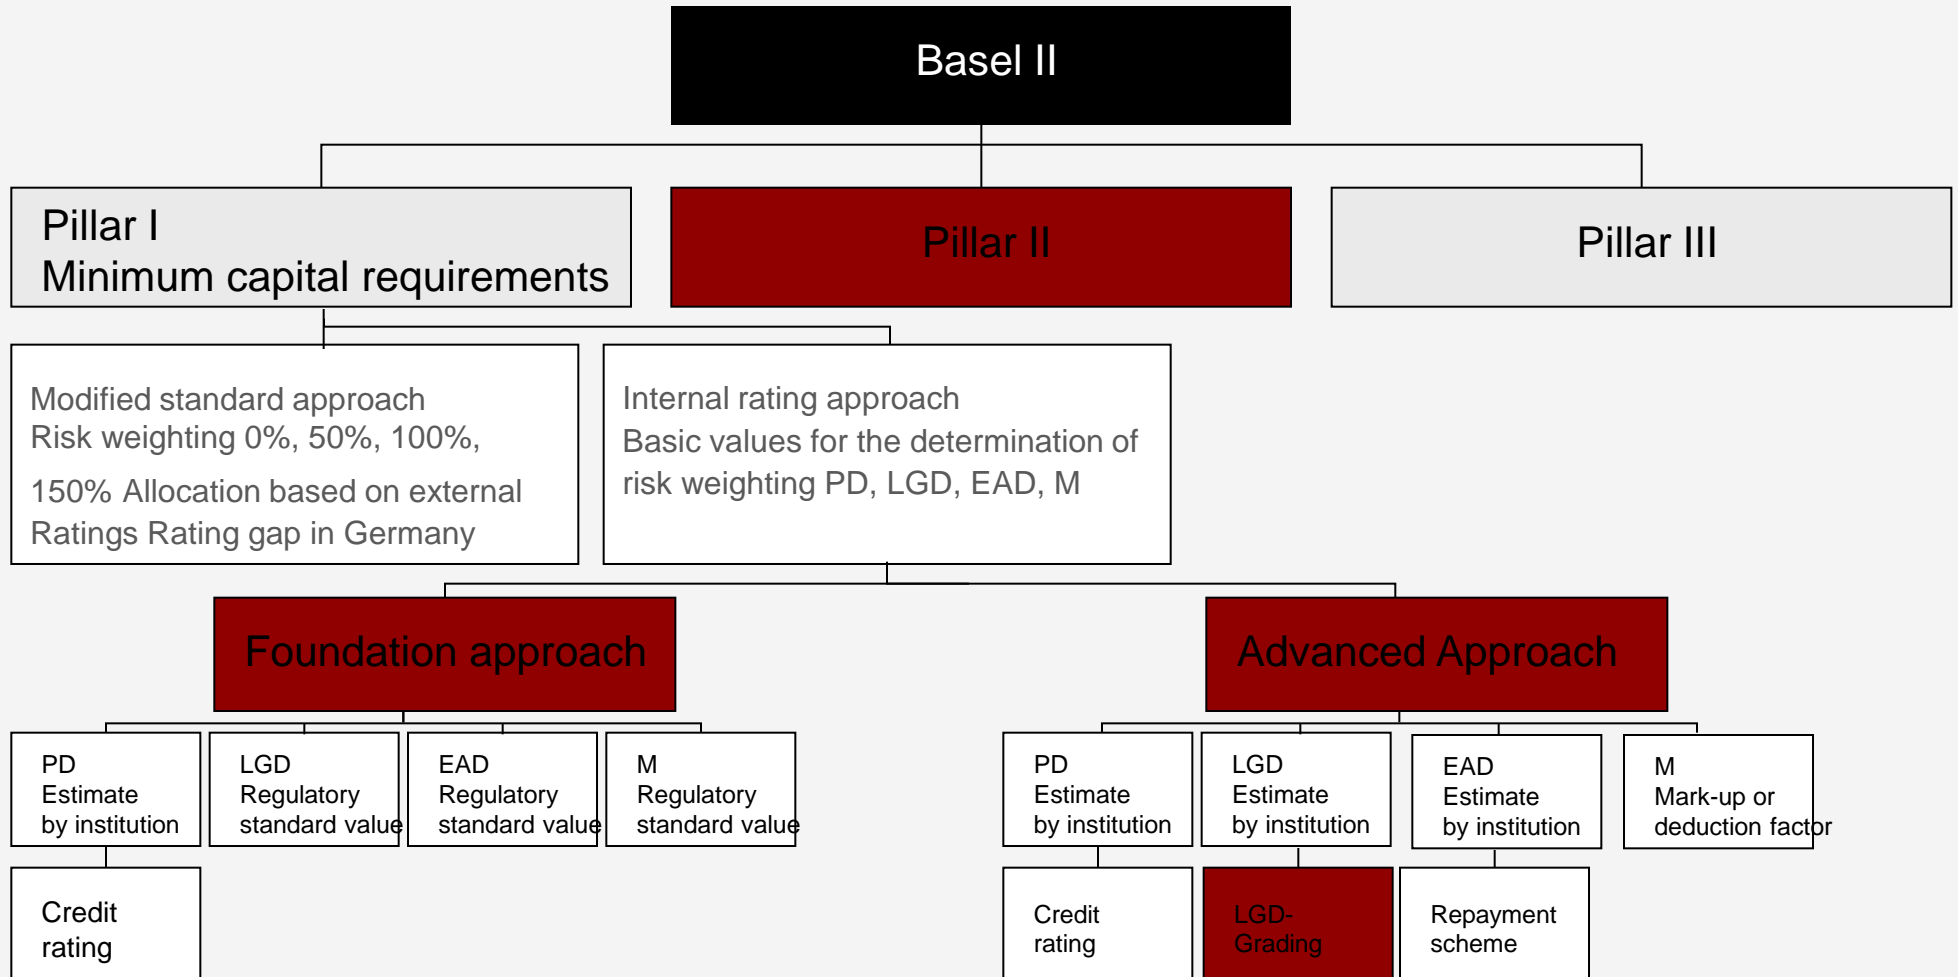 Basel II
Pillar I
Minimum capital requirements
Pillar II
Pillar III
Modified standard approach
Risk weighting 0%, 50%, 100%,
150% Allocation based on external
Ratings Rating gap in Germany
Internal rating approach
Basic values for the determination of
risk weighting PD, LGD, EAD, M
Foundation approach
Advanced Approach
PD
Estimate
by institution
LGD
Regulatory
standard value
EAD
Regulatory
standard value
M
Regulatory
standard value
PD
Estimate
by institution
LGD
Estimate
by institution
EAD
Estimate
by institution
M
Mark-up or
deduction factor
Credit
rating
Credit
rating
LGD-
Grading
Repayment
scheme